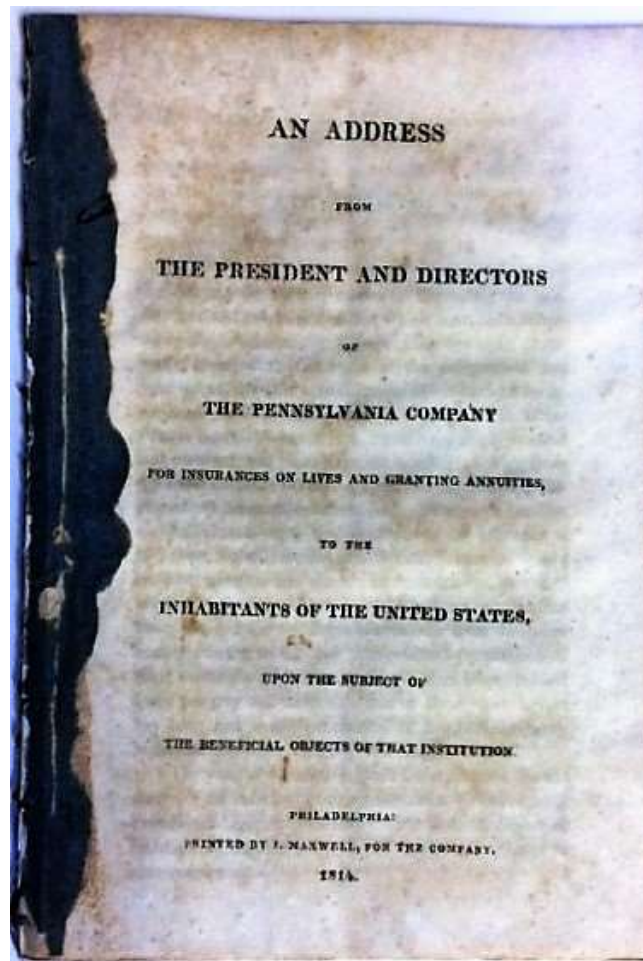 AN ADDRESS
FROM
THE PRESIDENT AND DIRECTORS
OF
THE PENNSYLVANIA COMPANY
FOR INSURANCES ON LIVES AND GRANTING ANNUITIES,
TO THE
INHABITANTS OF THE UNITED STATES,
UPON THE SUBJECT OF
THE BENEFICIAL OBJECTS OF THAT INSTITUTION.
PHILADELPHIA:
PRINTED BY J. MAXWELL, FOR THE COMPANY.
1814.